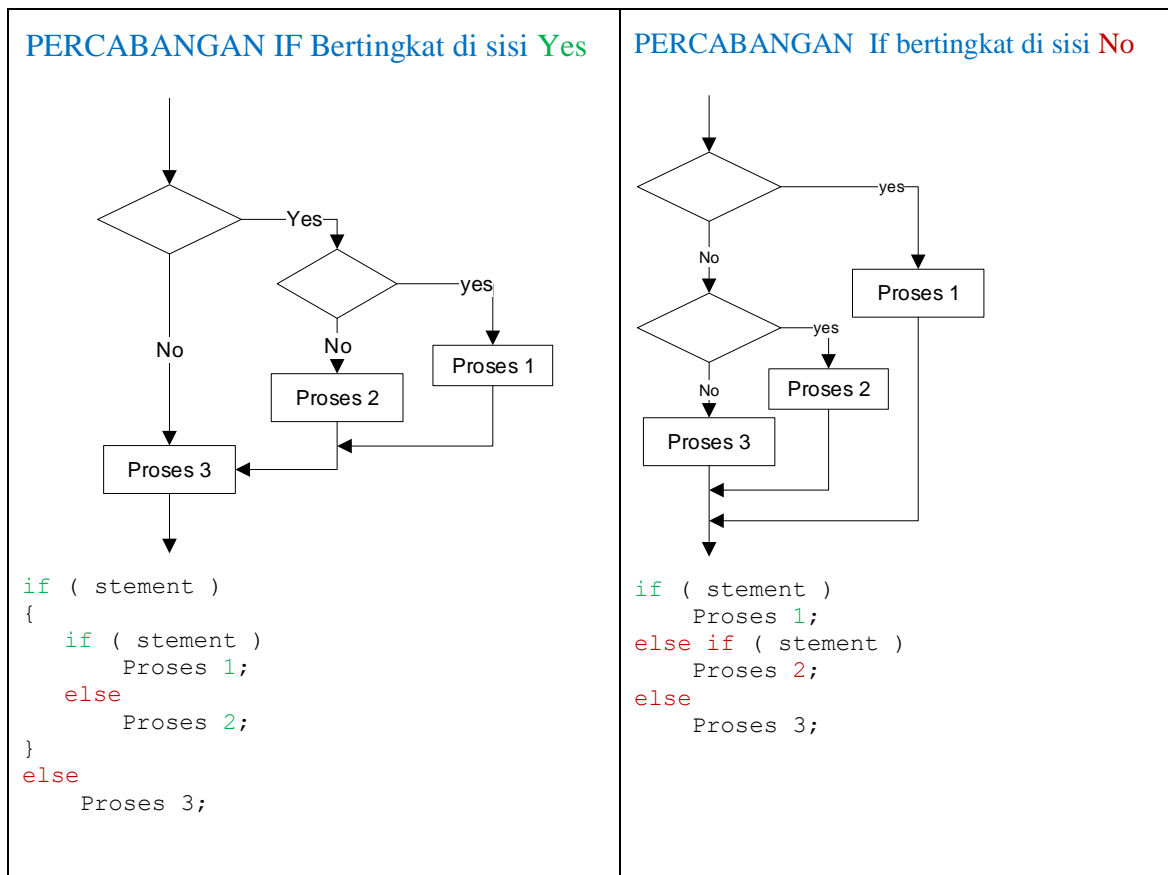 PERCABANGAN IF Bertingkat di sisi Yes
Yes
yes
No
No
Proses 1
Proses 2
Proses 3
if ( stement )
{
if ( stement )
Proses 1;
else
Proses 2;
}
else
Proses 3;
PERCABANGAN If bertingkat di sisi No
yes
No
Proses 1
yes
Proses 2
No
Proses 3
if ( stement )
Proses 1;
else if ( stement )
Proses 2;
else
Proses 3;